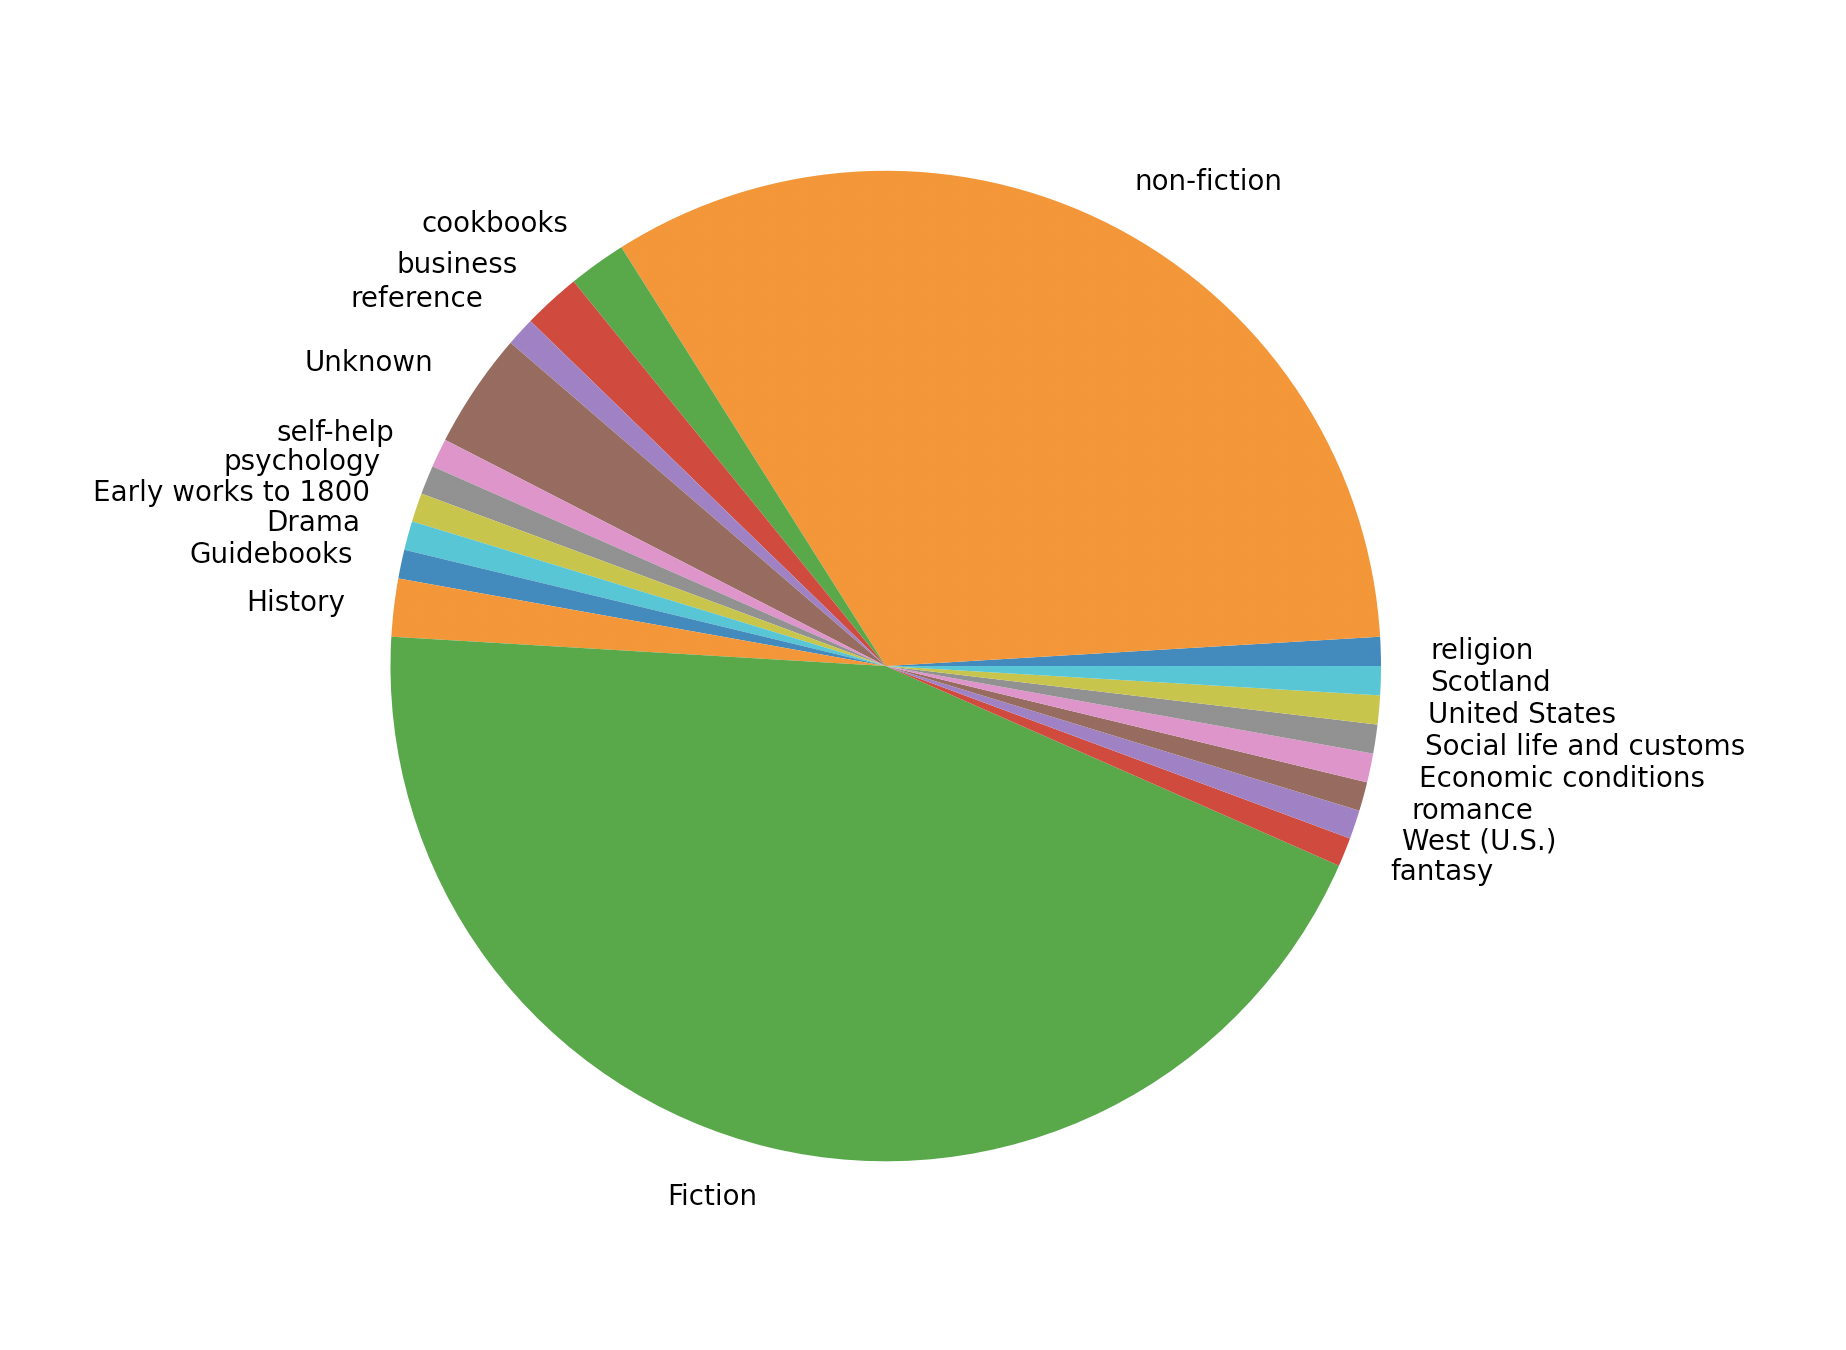 non-fiction
cookbooks
business
reference
Unknown
self-help
psychology
Early works to 1800
Drama
Guidebooks
History
religion
Scotland
United States
Social life and customs
Economic conditions
romance
West (U.S.)
fantasy
Fiction